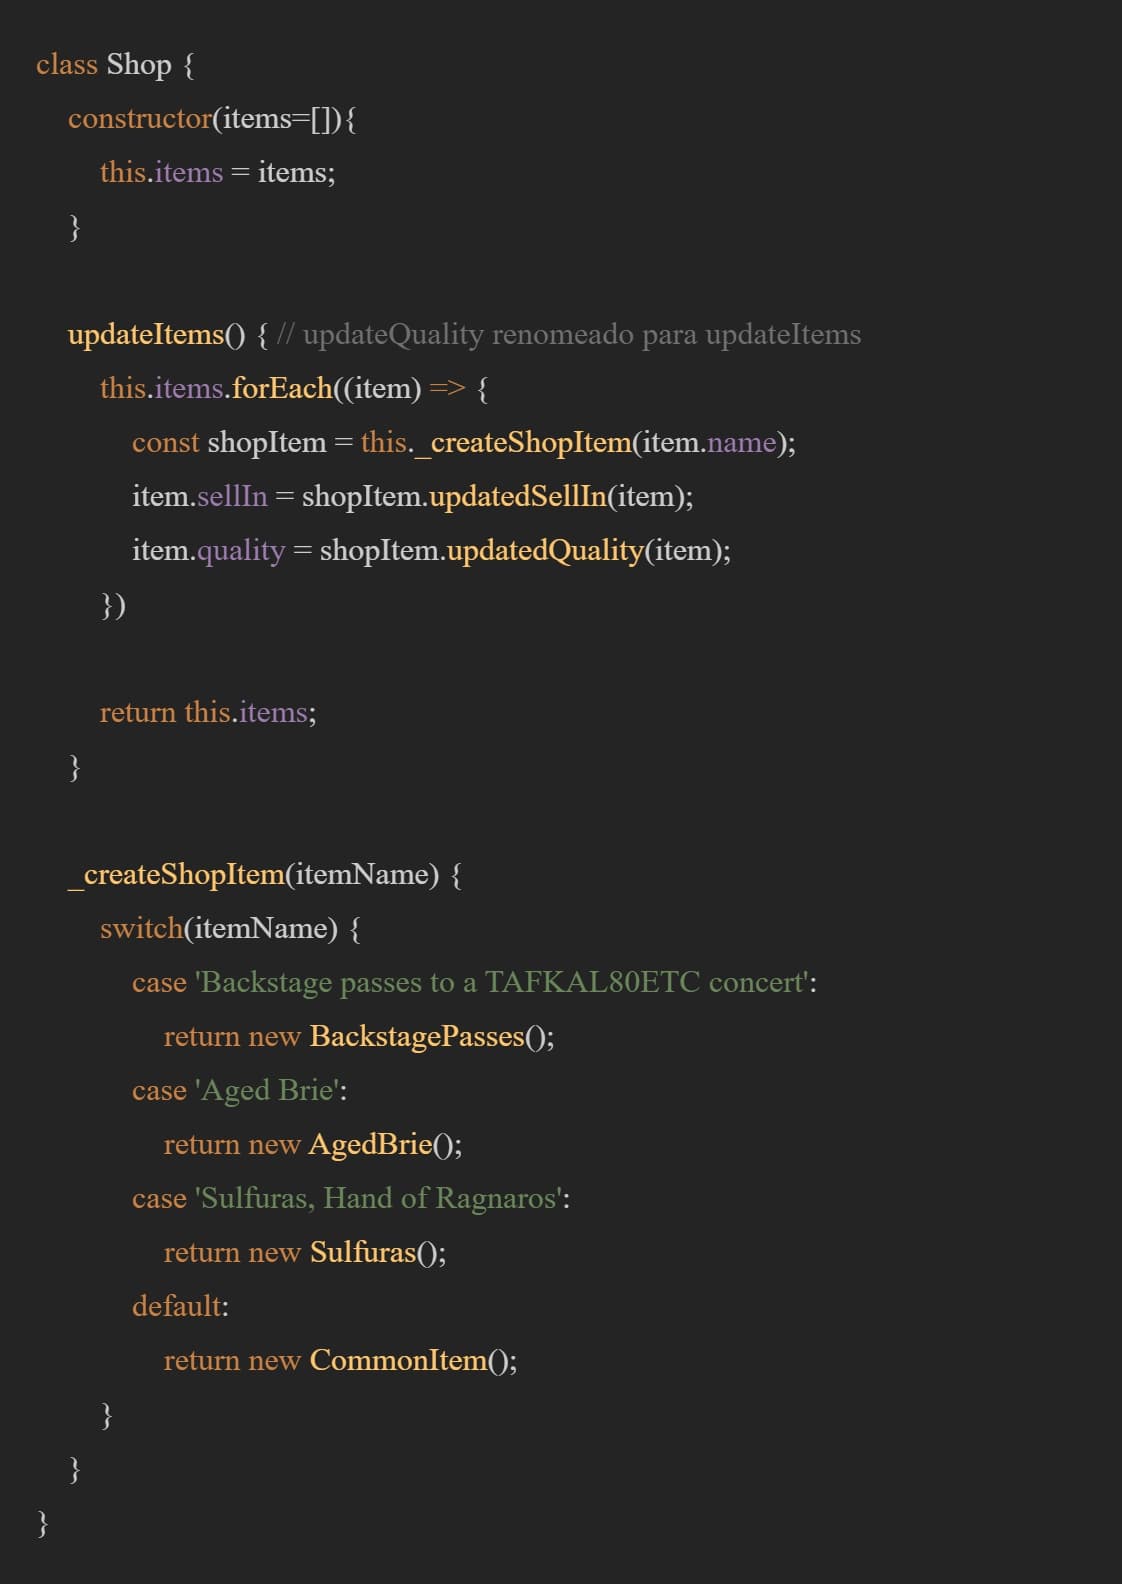 class Shop {
constructor(items=[]){
this.items = items;
}
updateItems() { // updateQuality renomeado para updateItems
this.items.forEach((item) => {
const shopItem = this._createShopItem(item.name);
item.sellIn = shopItem.updatedSellIn(item);
item.quality = shopItem.updatedQuality(item);
})
return this.items;
}
_createShopItem(itemName) {
switch(itemName) {
case 'Backstage passes to a TAFKAL80ETC concert':
return new BackstagePasses();
case 'Aged Brie':
return new AgedBrie();
case 'Sulfuras, Hand of Ragnaros':
return new Sulfuras();
default:
return new CommonItem();
}
}
}